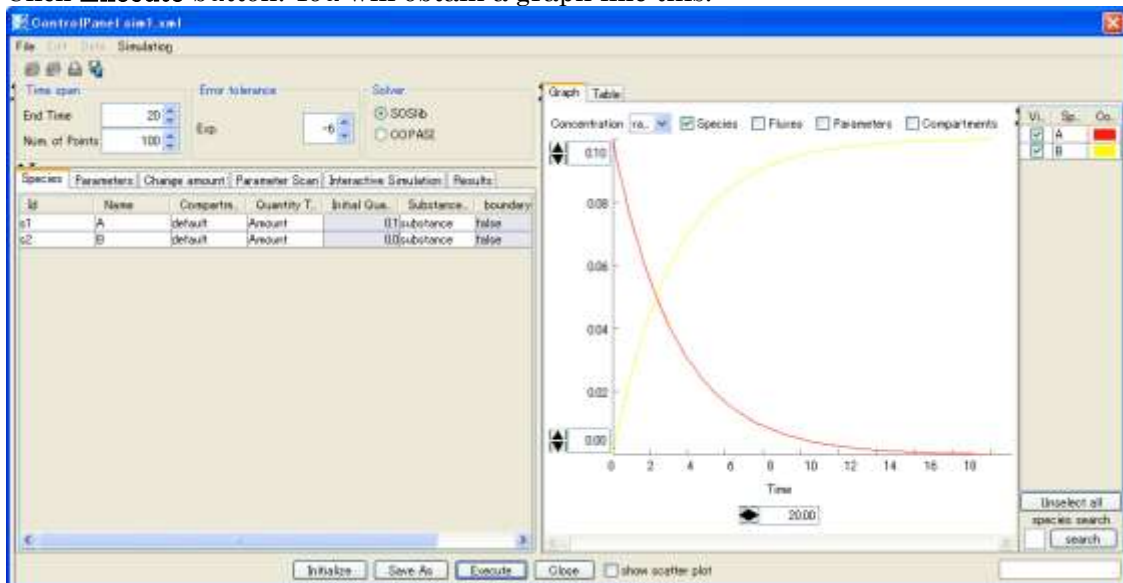 Click Execute button. You will obtain a graph like this.
ControlPanel sim1.xml
File Edit Data Simulation
Time span
End Time 20
Num. of Points 100
Error tolerance
Exp. -6
Solver
SOSlib
COPASI
Species Parameters Change amount Parameter Scan Interactive Simulation Results
Id Name Compartm.. Quantity T.. Initial Qua.. Substance.. boundary
s1 A default Amount 0.1 substance false
s2 B default Amount 0.0 substance false
Graph Table
Concentration ra.. Species Fluxes Parameters Compartments
0.10
0.08
0.06
0.04
0.02
0.00
0 2 4 6 8 10 12 14 16 18
Time
20.00
Vi.. Sp.. Co..
A
B
Unselect all
species search
search
Initialize Save As Execute Close show scatter plot